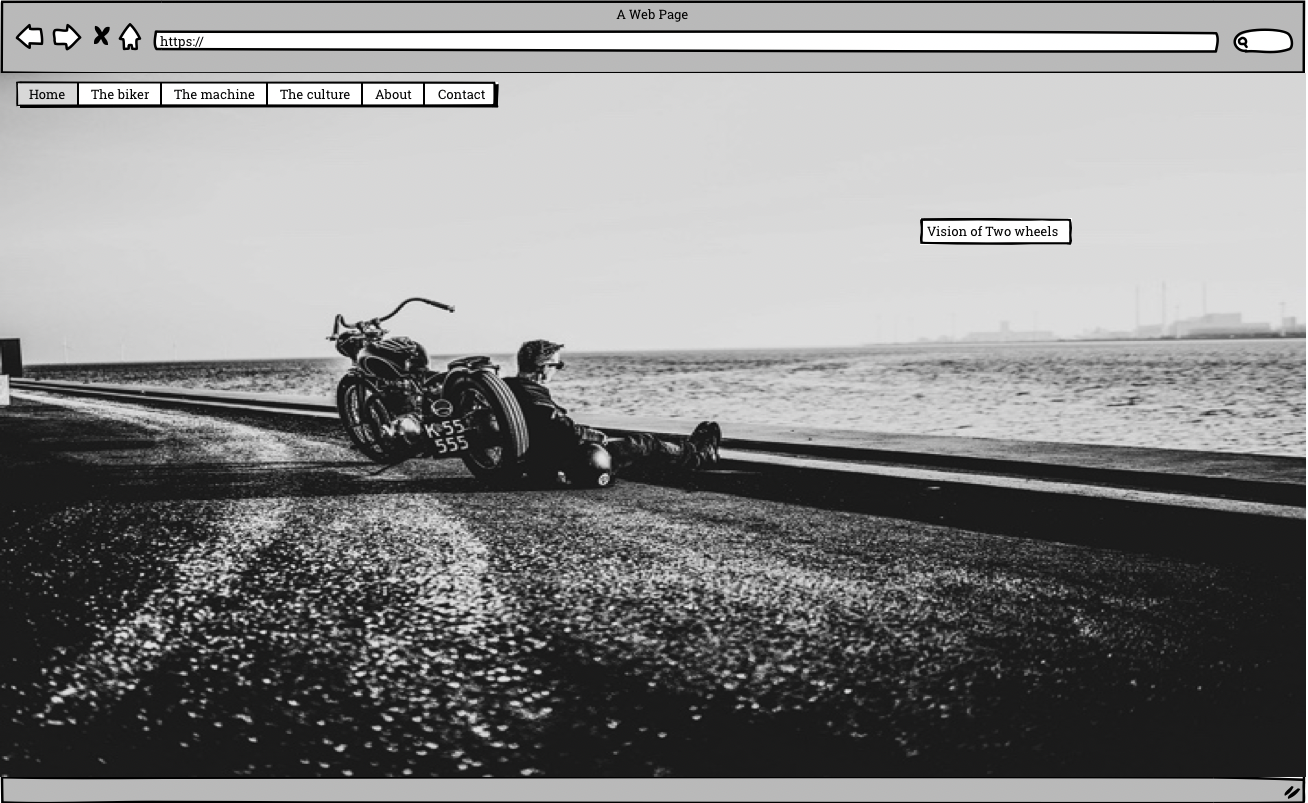 A Web Page
https://
Home The biker The machine The culture About Contact
Vision of Two wheels
K 55
555